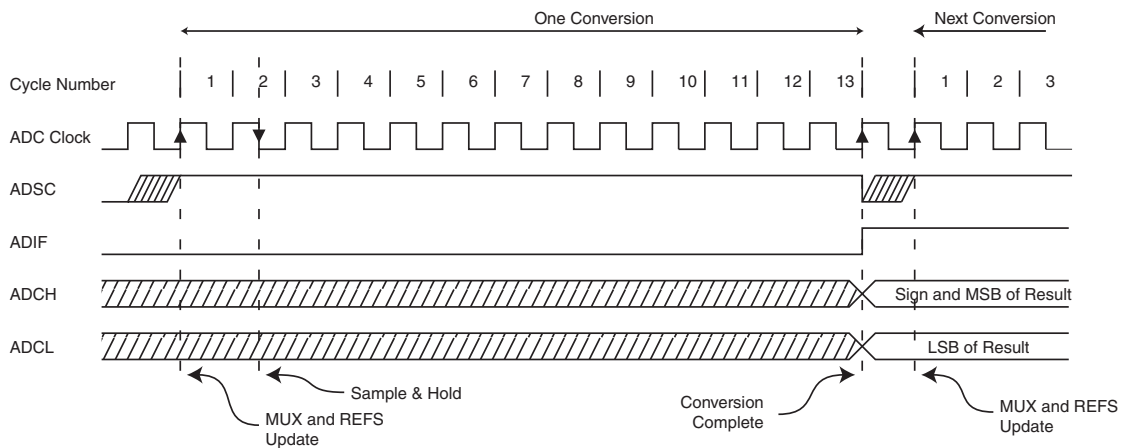 One Conversion
Next Conversion
Cycle Number
1 2 3 4 5 6 7 8 9 10 11 12 13 1 2 3
ADC Clock
ADSC
ADIF
ADCH
Sign and MSB of Result
ADCL
LSB of Result
MUX and REFS
Update
Sample & Hold
Conversion
Complete
MUX and REFS
Update